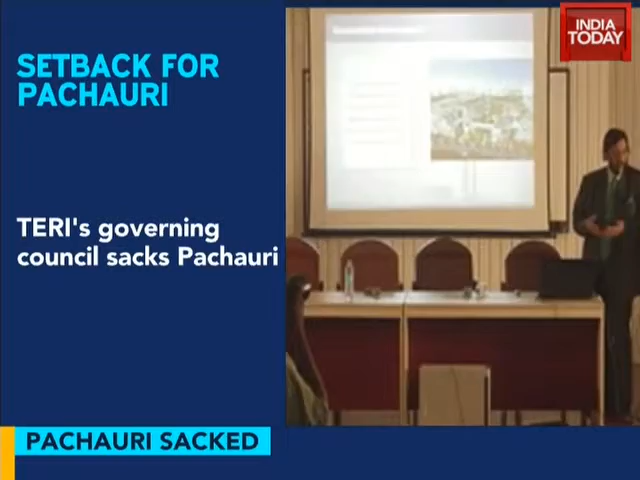 SETBACK FOR
PACHAURI
INDIA
TODAY
TERI's governing
council sacks Pachauri
PACHAURI SACKED